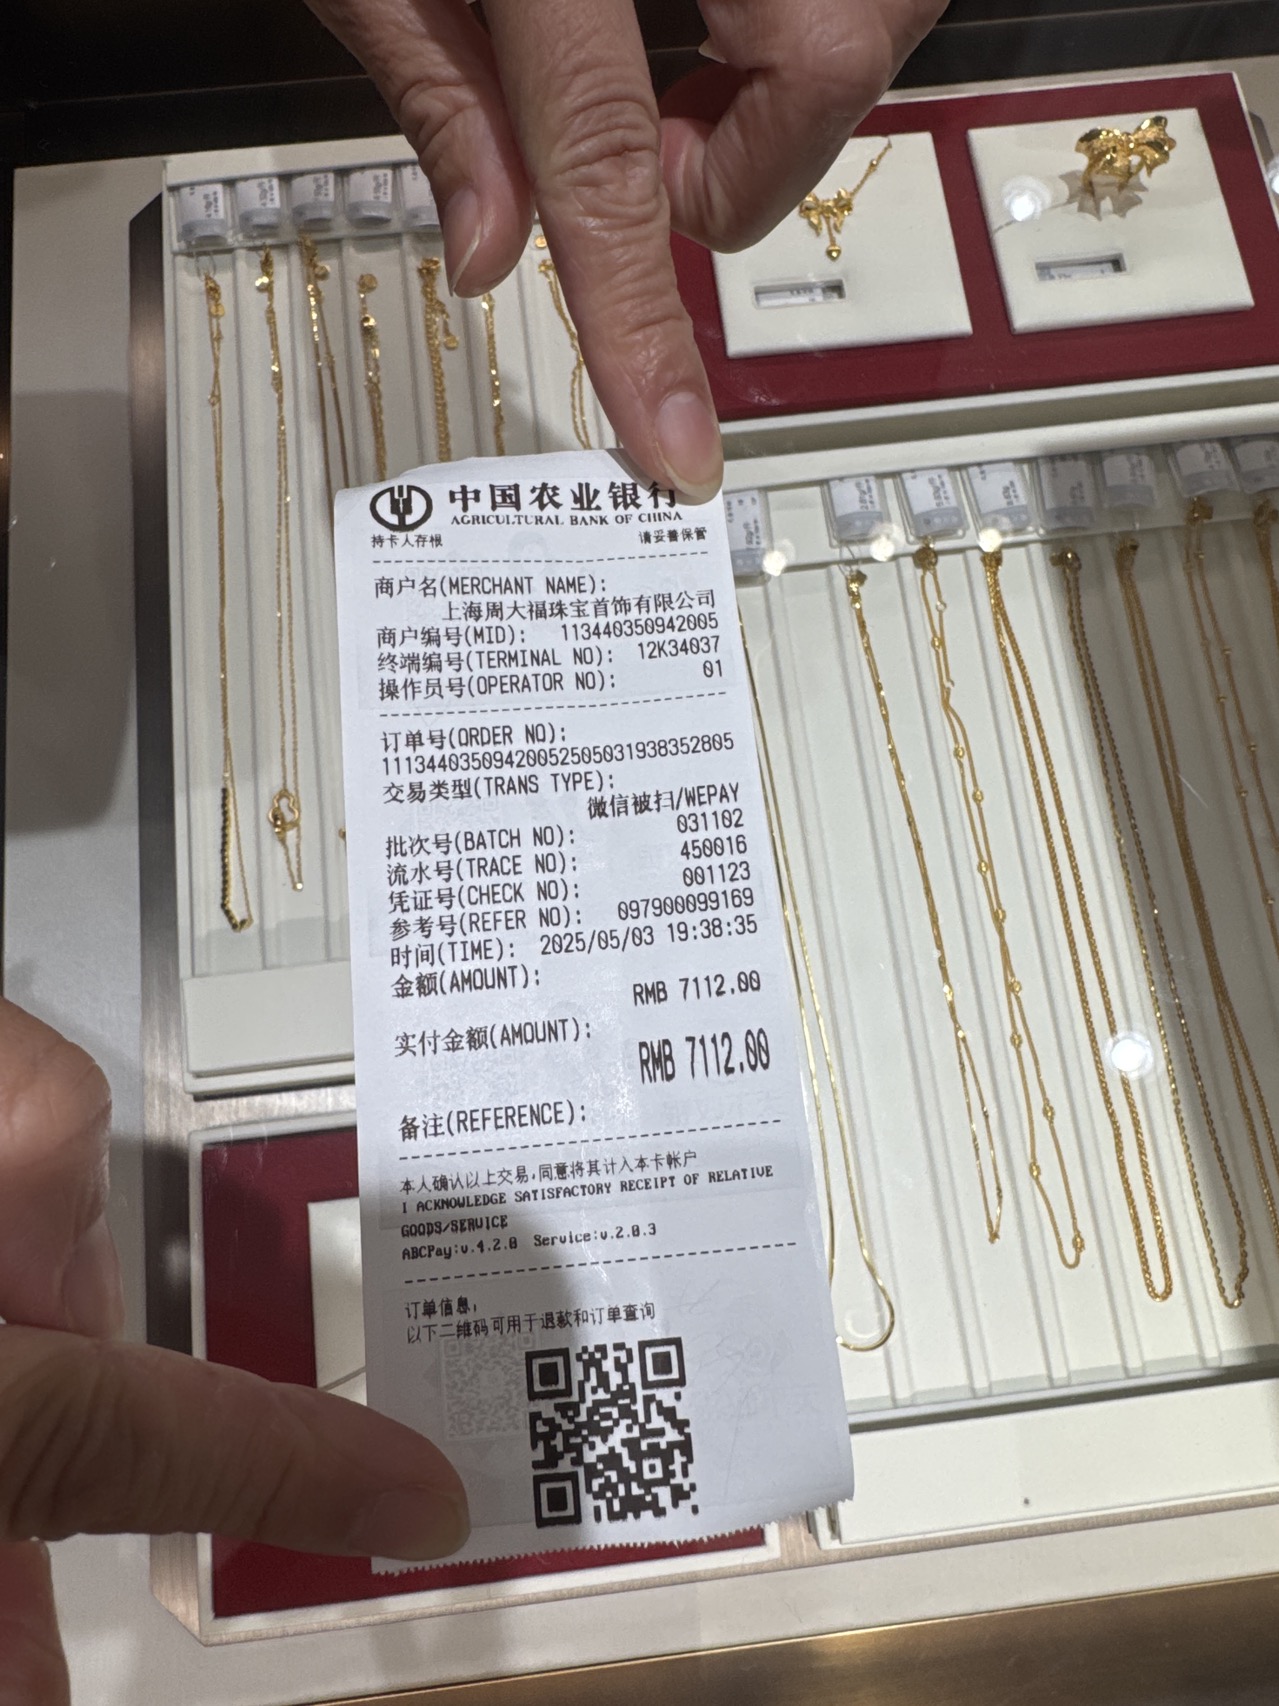 中国农业银行
AGRICULTURAL BANK OF CHINA
持卡人存根 请妥善保管
商户名(MERCHANT NAME):
上海周大福珠宝首饰有限公司
商户编号(MID): 113440350942005
终端编号(TERMINAL NO): 12K34037
操作员号(OPERATOR NO): 01
订单号(ORDER NO):
11134403509420052505031938352805
交易类型(TRANS TYPE):
微信被扫/WEPAY
批次号(BATCH NO): 031102
流水号(TRACE NO): 450016
凭证号(CHECK NO): 001123
参考号(REFER NO): 097900099169
时间(TIME): 2025/05/03 19:38:35
金额(AMOUNT):
RMB 7112.00
实付金额(AMOUNT):
RMB 7112.00
备注(REFERENCE):
本人确认以上交易,同意将其计入本卡帐户
I ACKNOWLEDGE SATISFACTORY RECEIPT OF RELATIVE
GOODS/SERVICE
ABCPay:v.4.2.0 Service:v.2.0.3
订单信息,
以下二维码可用于退款和订单查询